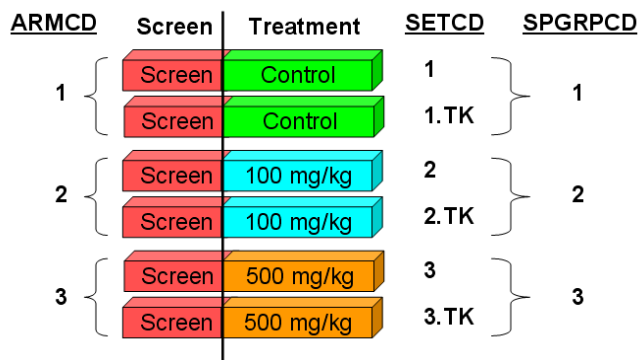 ARMCD Screen Treatment SETCD SPGRPCD
Screen Control 1
1 1
Screen Control 1.TK
Screen 100 mg/kg 2
2 2
Screen 100 mg/kg 2.TK
Screen 500 mg/kg 3
3 3
Screen 500 mg/kg 3.TK